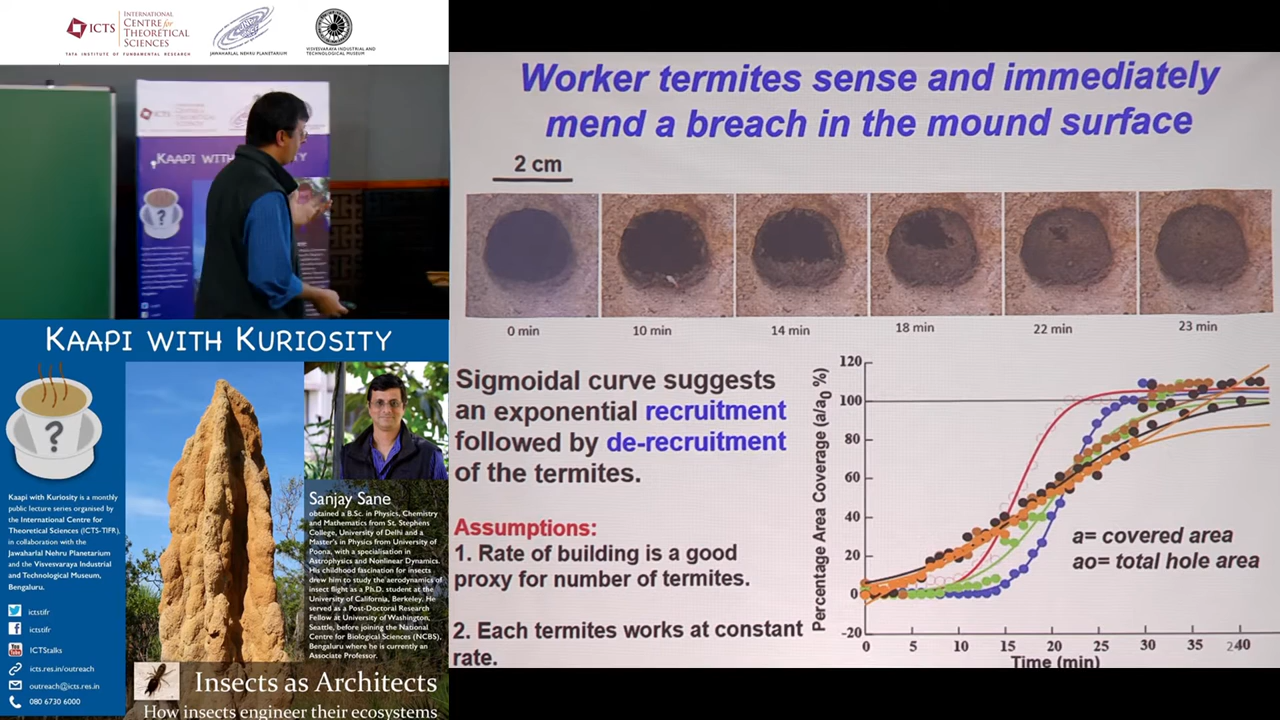 ICTS
INTERNATIONAL
CENTRE for
THEORETICAL
SCIENCES
TATA INSTITUTE OF FUNDAMENTAL RESEARCH
JAWAHARLAL NEHRU PLANETARIUM
VISVESVARAYA INDUSTRIAL AND
TECHNOLOGICAL MUSEUM
ICTS
KAAPI WITH
?
KAAPI WITH KURIOSITY
?
Kaapi with Kuriosity is a monthly
public lecture series organised by
the International Centre for
Theoretical Sciences (ICTS-TIFR),
in collaboration with the
Jawaharlal Nehru Planetarium
and the Visvesvaraya Industrial
and Technological Museum,
Bengaluru.
ictstifr
ictstifr
ICTStalks
icts.res.in/outreach
outreach@icts.res.in
080 6730 6000
Sanjay Sane
obtained a B.Sc. in Physics, Chemistry
and Mathematics from St. Stephens
College, University of Delhi and a
Master's in Physics from University of
Poona, with a specialisation in
Astrophysics and Nonlinear Dynamics.
His childhood fascination for insects
drew him to study the aerodynamics of
insect flight as a Ph.D. student at the
University of California, Berkeley. He
served as a Post-Doctoral Research
Fellow at University of Washington,
Seattle, before joining the National
Centre for Biological Sciences (NCBS),
Bengaluru where he is currently an
Associate Professor.
Insects as Architects
How insects engineer their ecosystems
Worker termites sense and immediately
mend a breach in the mound surface
2 cm
0 min
10 min
14 min
18 min
22 min
23 min
Sigmoidal curve suggests
an exponential recruitment
followed by de-recruitment
of the termites.
Assumptions:
1. Rate of building is a good
proxy for number of termites.
2. Each termites works at constant
rate.
Percentage Area Coverage (a/a0 %)
120
100
80
60
40
20
0
-20
a= covered area
ao= total hole area
0 5 10 15 20 25 30 35 40
24
Time (min)